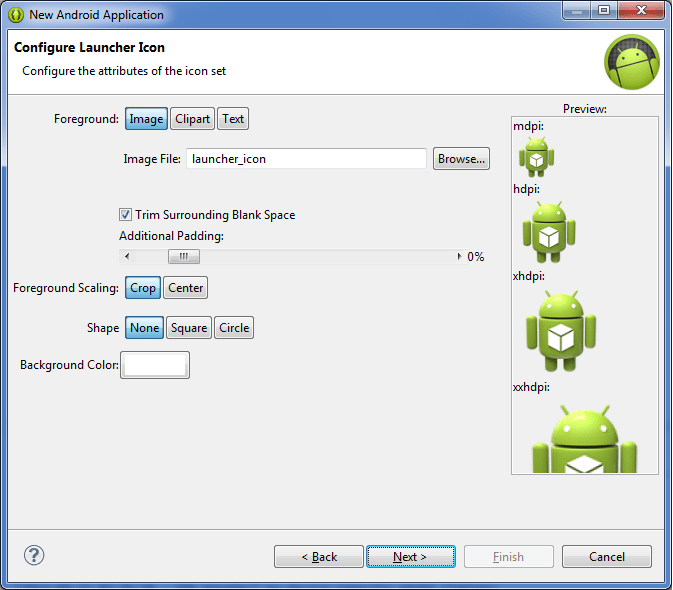 New Android Application
Configure Launcher Icon
Configure the attributes of the icon set
Foreground: Image Clipart Text
Image File: launcher_icon Browse...
Trim Surrounding Blank Space
Additional Padding:
0%
Foreground Scaling: Crop Center
Shape None Square Circle
Background Color:
Preview:
mdpi:
hdpi:
xhdpi:
xxhdpi:
? < Back Next > Finish Cancel